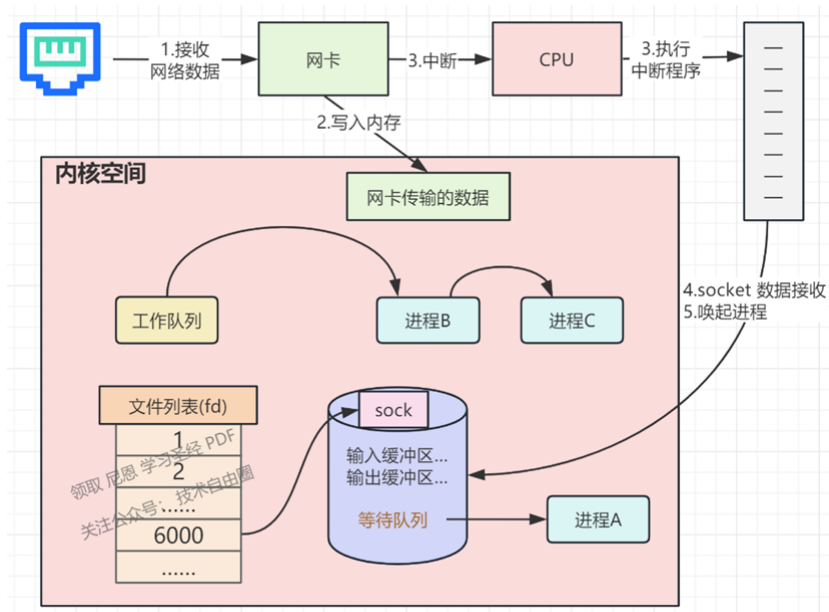 1.接收
网络数据
网卡
3.中断
CPU
3.执行
中断程序
2.写入内存
内核空间
网卡传输的数据
工作队列
进程B
进程C
4.socket 数据接收
5.唤起进程
文件列表(fd)
1
2
......
6000
......
sock
输入缓冲区...
输出缓冲区...
等待队列
进程A
领取 尼恩 学习圣经 PDF
关注公众号： 技术自由圈